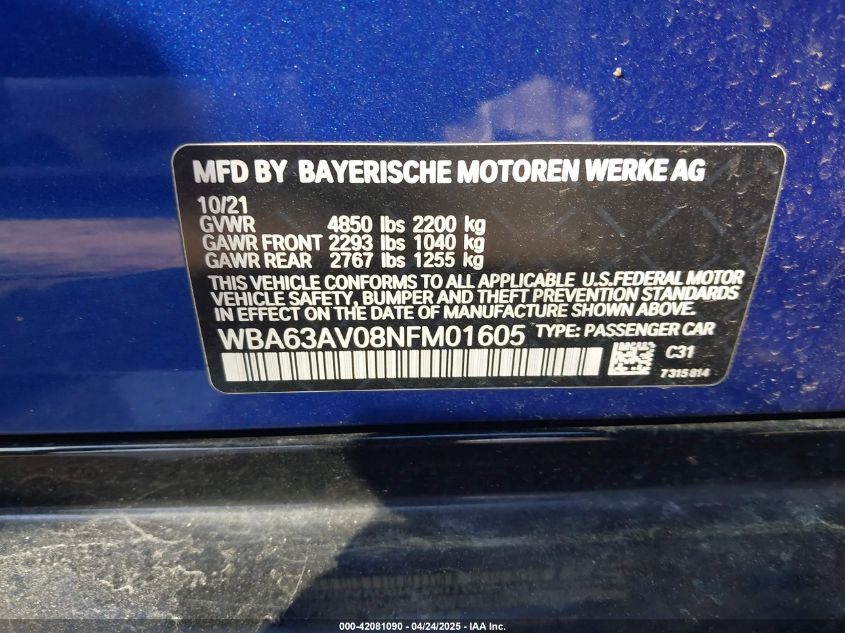 MFD BY BAYERISCHE MOTOREN WERKE AG
10/21
GVWR 4850 lbs 2200 kg
GAWR FRONT 2293 lbs 1040 kg
GAWR REAR 2767 lbs 1255 kg
THIS VEHICLE CONFORMS TO ALL APPLICABLE U.S.FEDERAL MOTOR
VEHICLE SAFETY, BUMPER AND THEFT PREVENTION STANDARDS
IN EFFECT ON THE DATE OF MANUFACTURE SHOWN ABOVE.
WBA63AV08NFM01605 TYPE: PASSENGER CAR
C31
7315814
000-42081090 - 04/24/2025 - IAA Inc.